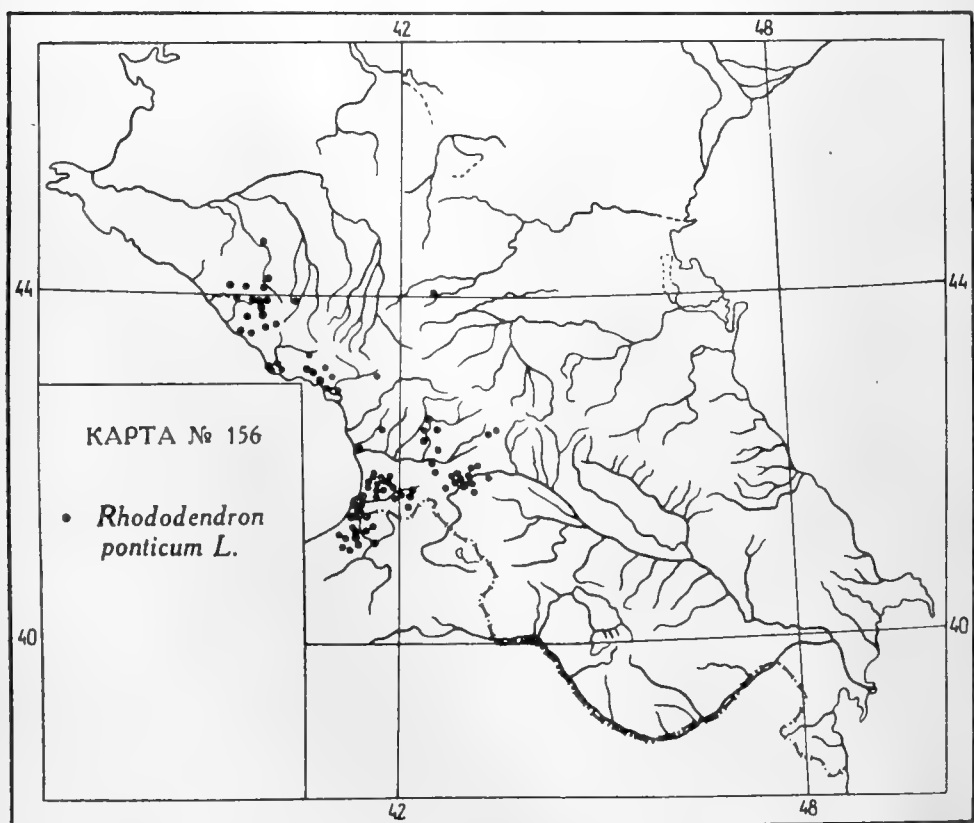 42 48
44 44
КАРТА № 156
• Rhododendron
ponticum L.
40 40
42 48